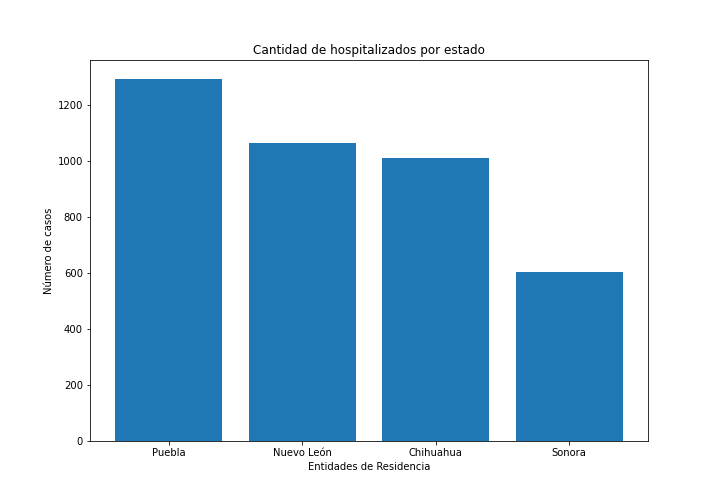 Cantidad de hospitalizados por estado
Número de casos
1200
1000
800
600
400
200
0
Puebla
Nuevo León
Chihuahua
Sonora
Entidades de Residencia